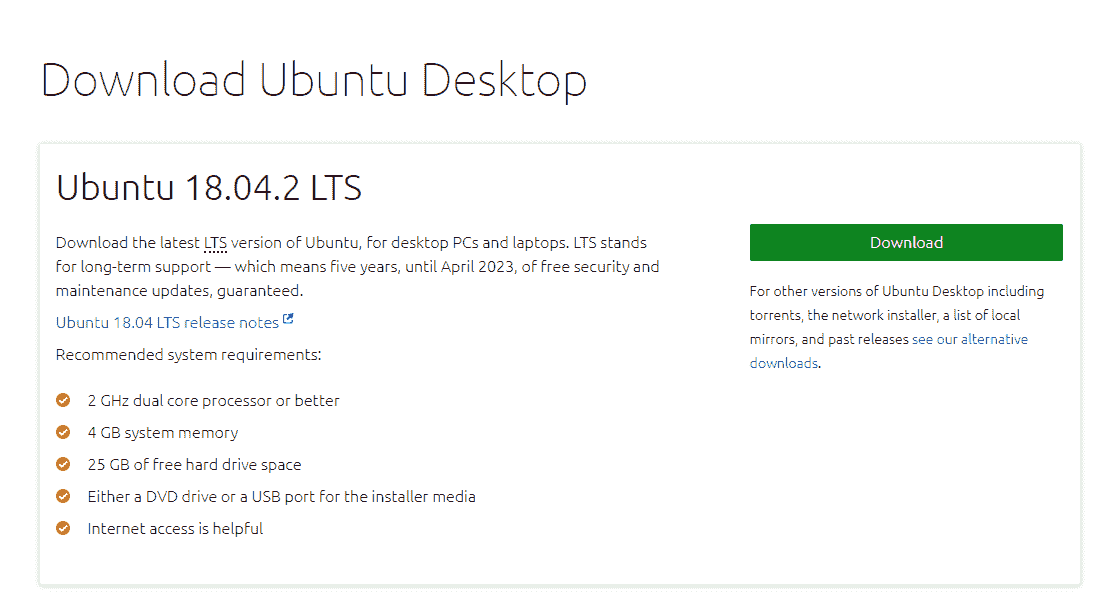 Download Ubuntu Desktop
Ubuntu 18.04.2 LTS
Download the latest LTS version of Ubuntu, for desktop PCs and laptops. LTS stands
for long-term support — which means five years, until April 2023, of free security and
maintenance updates, guaranteed.
Ubuntu 18.04 LTS release notes
Recommended system requirements:
2 GHz dual core processor or better
4 GB system memory
25 GB of free hard drive space
Either a DVD drive or a USB port for the installer media
Internet access is helpful
Download
For other versions of Ubuntu Desktop including
torrents, the network installer, a list of local
mirrors, and past releases see our alternative
downloads.